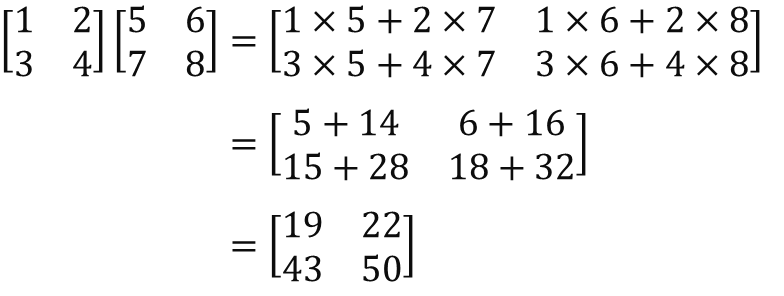 [1 2] [5 6] = [1 × 5 + 2 × 7 1 × 6 + 2 × 8]
[3 4] [7 8] [3 × 5 + 4 × 7 3 × 6 + 4 × 8]
= [5 + 14 6 + 16]
[15 + 28 18 + 32]
= [19 22]
[43 50]